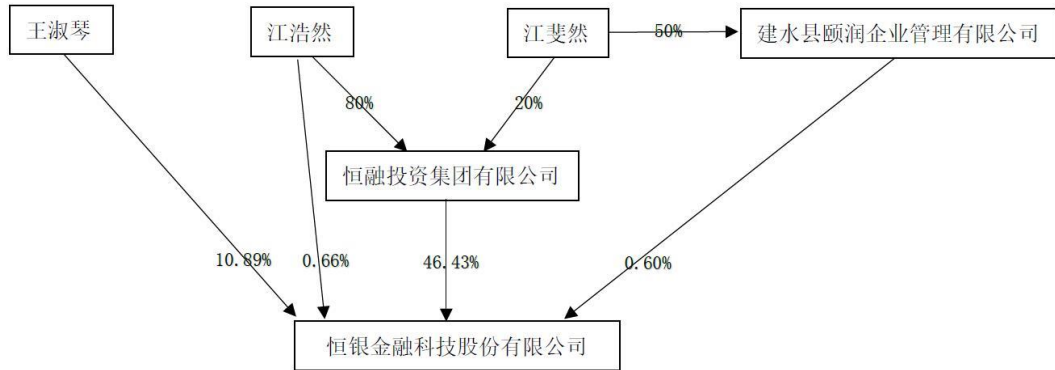 王淑琴
江浩然
江斐然
50%
建水县颐润企业管理有限公司
80%
20%
恒融投资集团有限公司
10.89%
0.66%
46.43%
0.60%
恒银金融科技股份有限公司